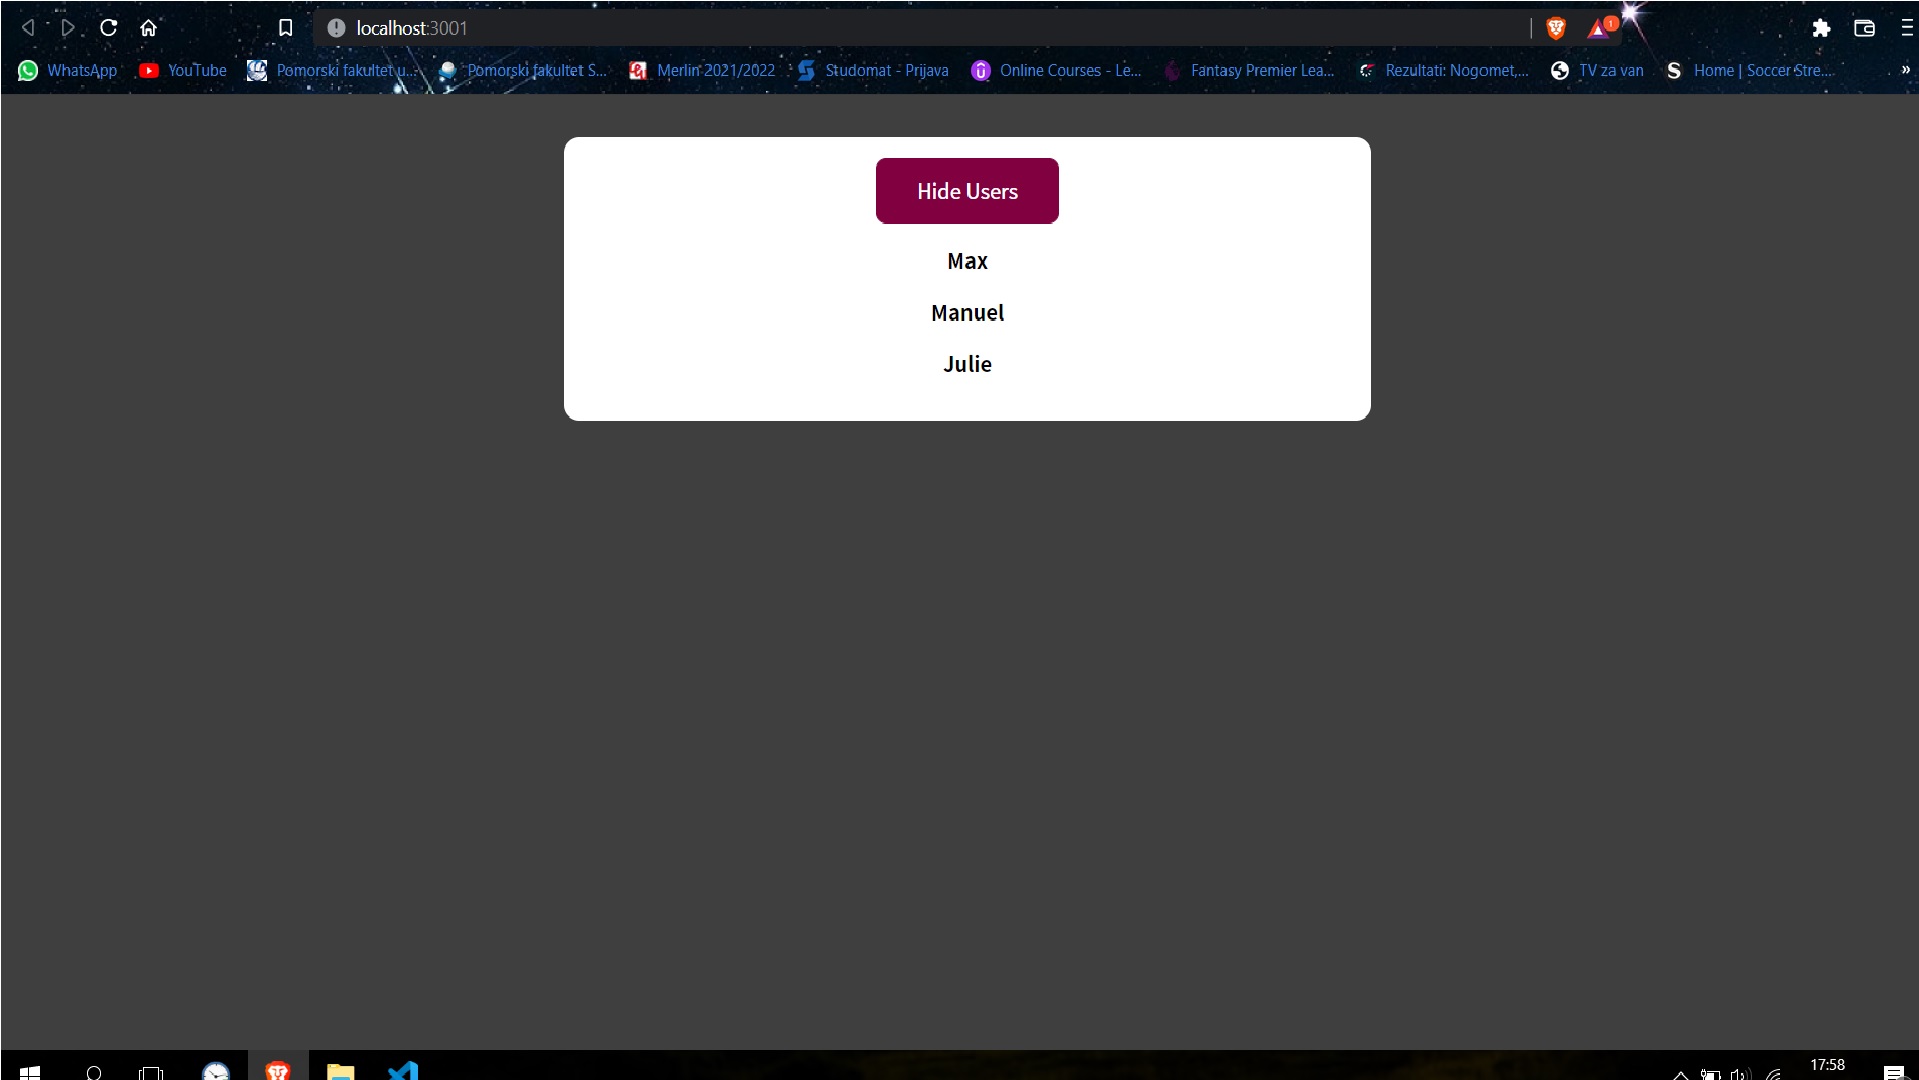 localhost:3001
1
WhatsApp YouTube Pomorski fakultet u... Pomorski fakultet S... Merlin 2021/2022 Studomat - Prijava Online Courses - Le... Fantasy Premier Lea... Rezultati: Nogomet,... TV za van Home | Soccer Stre... »
Hide Users
Max
Manuel
Julie
17:58